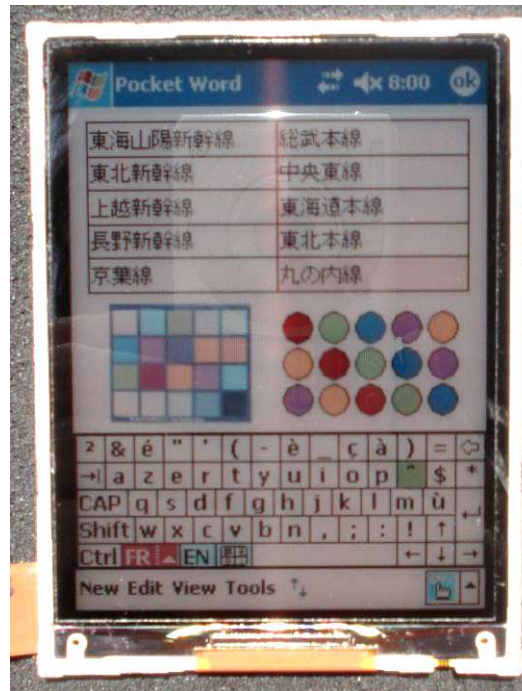 Pocket Word 8:00 ok
東海山陽新幹線 総武本線
東北新幹線 中央東線
上越新幹線 東海道本線
長野新幹線 東北本線
京葉線 丸の内線
² & é " ' ( - è _ ç à ) =
a z e r t y u i o p ^ $ *
CAP q s d f g h j k l m ù
Shift w x c v b n , ; : ! ↑
Ctrl FR EN ← ↓ →
New Edit View Tools